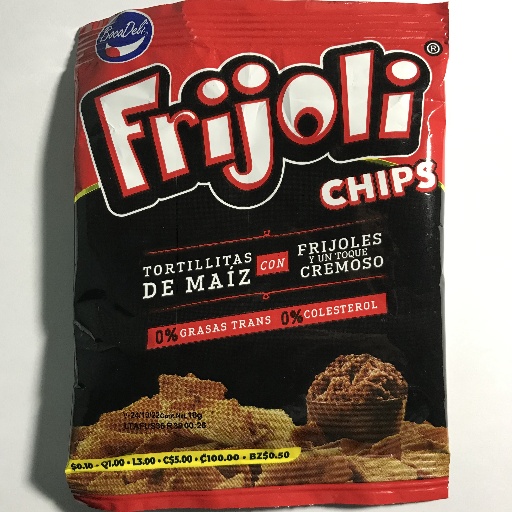 BocaDeli
Frijoli
®
CHIPS
TORTILLITAS
DE MAÍZ
CON
FRIJOLES
Y UN TOQUE
CREMOSO
0% GRASAS TRANS 0% COLESTEROL
$0.10 - Q1.00 - L3.00 - C$5.00 - ₡100.00 - BZ$0.50